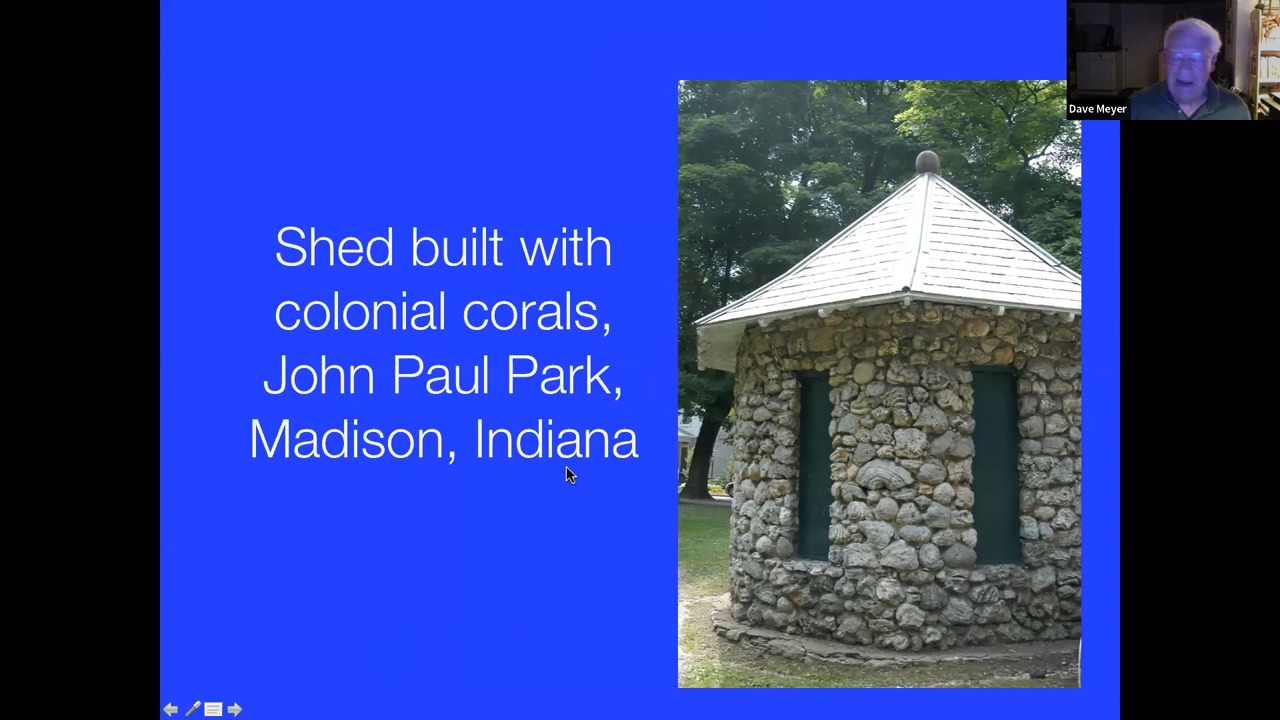 Dave Meyer
Shed built with
colonial corals,
John Paul Park,
Madison, Indiana